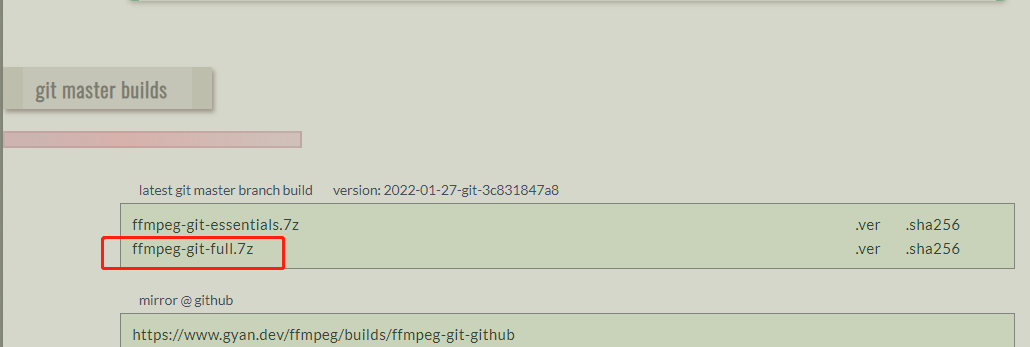 git master builds
latest git master branch build version: 2022-01-27-git-3c831847a8
ffmpeg-git-essentials.7z .ver .sha256
ffmpeg-git-full.7z .ver .sha256
mirror @ github
https://www.gyan.dev/ffmpeg/builds/ffmpeg-git-github